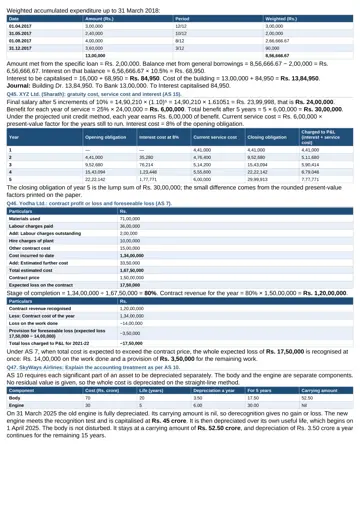 Weighted accumulated expenditure up to 31 March 2018:
Date Amount (Rs.) Period Weighted (Rs.)
01.04.2017 3,00,000 12/12 3,00,000
31.05.2017 2,40,000 10/12 2,00,000
01.08.2017 4,00,000 8/12 2,66,666.67
31.12.2017 3,60,000 3/12 90,000
13,00,000 8,56,666.67
Amount met from the specific loan = Rs. 2,00,000. Balance met from general borrowings = 8,56,666.67 − 2,00,000 = Rs.
6,56,666.67. Interest on that balance = 6,56,666.67 × 10.5% = Rs. 68,950.
Interest to be capitalised = 16,000 + 68,950 = Rs. 84,950. Cost of the building = 13,00,000 + 84,950 = Rs. 13,84,950.
Journal: Building Dr. 13,84,950. To Bank 13,00,000. To Interest capitalised 84,950.
Q45. XYZ Ltd. (Sharath): gratuity cost, service cost and interest (AS 15).
Final salary after 5 increments of 10% = 14,90,210 × (1.10)⁵ = 14,90,210 × 1.61051 = Rs. 23,99,998, that is Rs. 24,00,000.
Benefit for each year of service = 25% × 24,00,000 = Rs. 6,00,000. Total benefit after 5 years = 5 × 6,00,000 = Rs. 30,00,000.
Under the projected unit credit method, each year earns Rs. 6,00,000 of benefit. Current service cost = Rs. 6,00,000 ×
present-value factor for the years still to run. Interest cost = 8% of the opening obligation.
Year Opening obligation Interest cost at 8% Current service cost Closing obligation Charged to P&L (interest + service cost)
1 — — 4,41,000 4,41,000 4,41,000
2 4,41,000 35,280 4,76,400 9,52,680 5,11,680
3 9,52,680 76,214 5,14,200 15,43,094 5,90,414
4 15,43,094 1,23,448 5,55,600 22,22,142 6,79,048
5 22,22,142 1,77,771 6,00,000 29,99,913 7,77,771
The closing obligation of year 5 is the lump sum of Rs. 30,00,000; the small difference comes from the rounded present-value
factors printed on the paper.
Q46. Yodha Ltd.: contract profit or loss and foreseeable loss (AS 7).
Particulars Rs.
Materials used 71,00,000
Labour charges paid 36,00,000
Add: Labour charges outstanding 2,00,000
Hire charges of plant 10,00,000
Other contract cost 15,00,000
Cost incurred to date 1,34,00,000
Add: Estimated further cost 33,50,000
Total estimated cost 1,67,50,000
Contract price 1,50,00,000
Expected loss on the contract 17,50,000
Stage of completion = 1,34,00,000 ÷ 1,67,50,000 = 80%. Contract revenue for the year = 80% × 1,50,00,000 = Rs. 1,20,00,000.
Particulars Rs.
Contract revenue recognised 1,20,00,000
Less: Contract cost of the year 1,34,00,000
Loss on the work done −14,00,000
Provision for foreseeable loss (expected loss 17,50,000 − 14,00,000) −3,50,000
Total loss charged to P&L for 2021-22 −17,50,000
Under AS 7, when total cost is expected to exceed the contract price, the whole expected loss of Rs. 17,50,000 is recognised at
once: Rs. 14,00,000 on the work done and a provision of Rs. 3,50,000 for the remaining work.
Q47. SkyWays Airlines. Explain the accounting treatment as per AS 10.
AS 10 requires each significant part of an asset to be depreciated separately. The body and the engine are separate components.
No residual value is given, so the whole cost is depreciated on the straight-line method.
Component Cost (Rs. crore) Life (years) Depreciation a year For 5 years Carrying amount
Body 70 20 3.50 17.50 52.50
Engine 30 5 6.00 30.00 Nil
On 31 March 2025 the old engine is fully depreciated. Its carrying amount is nil, so derecognition gives no gain or loss. The new
engine meets the recognition test and is capitalised at Rs. 45 crore. It is then depreciated over its own useful life, which begins on
1 April 2025. The body is not disturbed. It stays at a carrying amount of Rs. 52.50 crore, and depreciation of Rs. 3.50 crore a year
continues for the remaining 15 years.